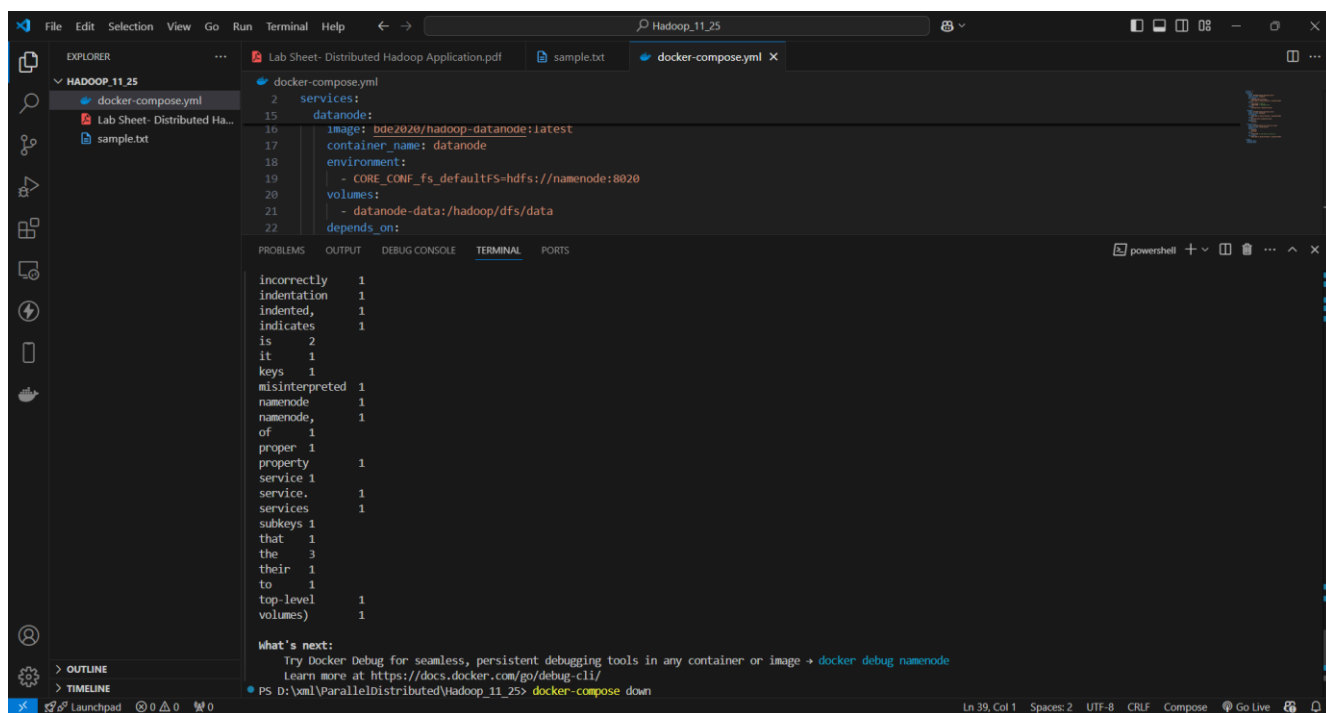 File Edit Selection View Go Run Terminal Help ← → Hadoop_11_25
EXPLORER ...
HADOOP_11_25
docker-compose.yml
Lab Sheet- Distributed Ha...
sample.txt
OUTLINE
TIMELINE
Lab Sheet- Distributed Hadoop Application.pdf sample.txt docker-compose.yml
docker-compose.yml
2 services:
15 datanode:
16 image: bde2020/hadoop-datanode:latest
17 container_name: datanode
18 environment:
19 - CORE_CONF_fs_defaultFS=hdfs://namenode:8020
20 volumes:
21 - datanode-data:/hadoop/dfs/data
22 depends_on:
PROBLEMS OUTPUT DEBUG CONSOLE TERMINAL PORTS powershell
incorrectly 1
indentation 1
indented, 1
indicates 1
is 2
it 1
keys 1
misinterpreted 1
namenode 1
namenode, 1
of 1
proper 1
property 1
service 1
service. 1
services 1
subkeys 1
that 1
the 3
their 1
to 1
top-level 1
volumes) 1
What's next:
Try Docker Debug for seamless, persistent debugging tools in any container or image → docker debug namenode
Learn more at https://docs.docker.com/go/debug-cli/
PS D:\xml\ParallelDistributed\Hadoop_11_25> docker-compose down
Launchpad 0 0 0 Ln 39, Col 1 Spaces: 2 UTF-8 CRLF Compose Go Live